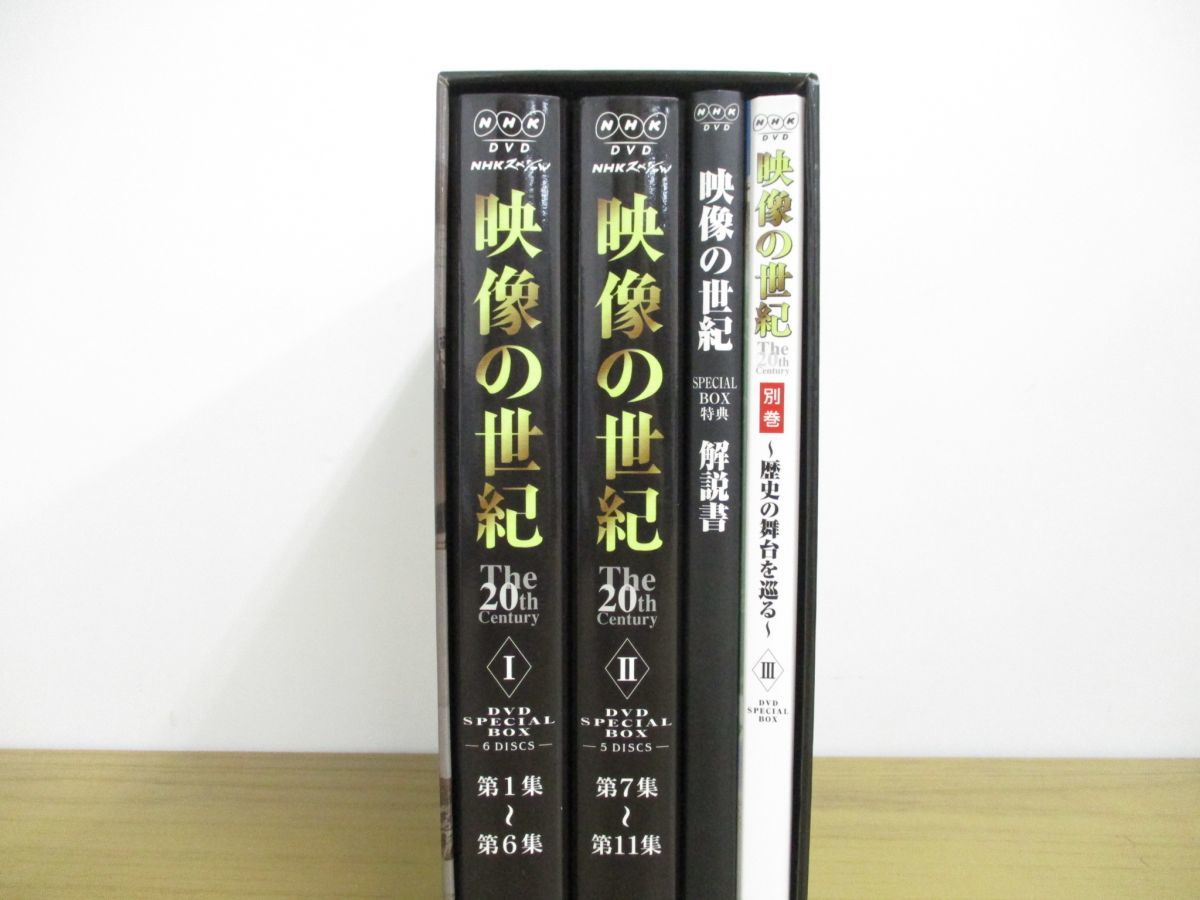 NHK
DVD
NHKスペシャル
映像の世紀
The
20th
Century
I
DVD
SPECIAL
BOX
6 DISCS
第1集
～
第6集
NHK
DVD
NHKスペシャル
映像の世紀
The
20th
Century
II
DVD
SPECIAL
BOX
5 DISCS
第7集
～
第11集
NHK
DVD
映像の世紀
SPECIAL
BOX
特典
解説書
NHK
DVD
映像の世紀
The
20th
Century
別巻
～歴史の舞台を巡る～
III
DVD
SPECIAL
BOX